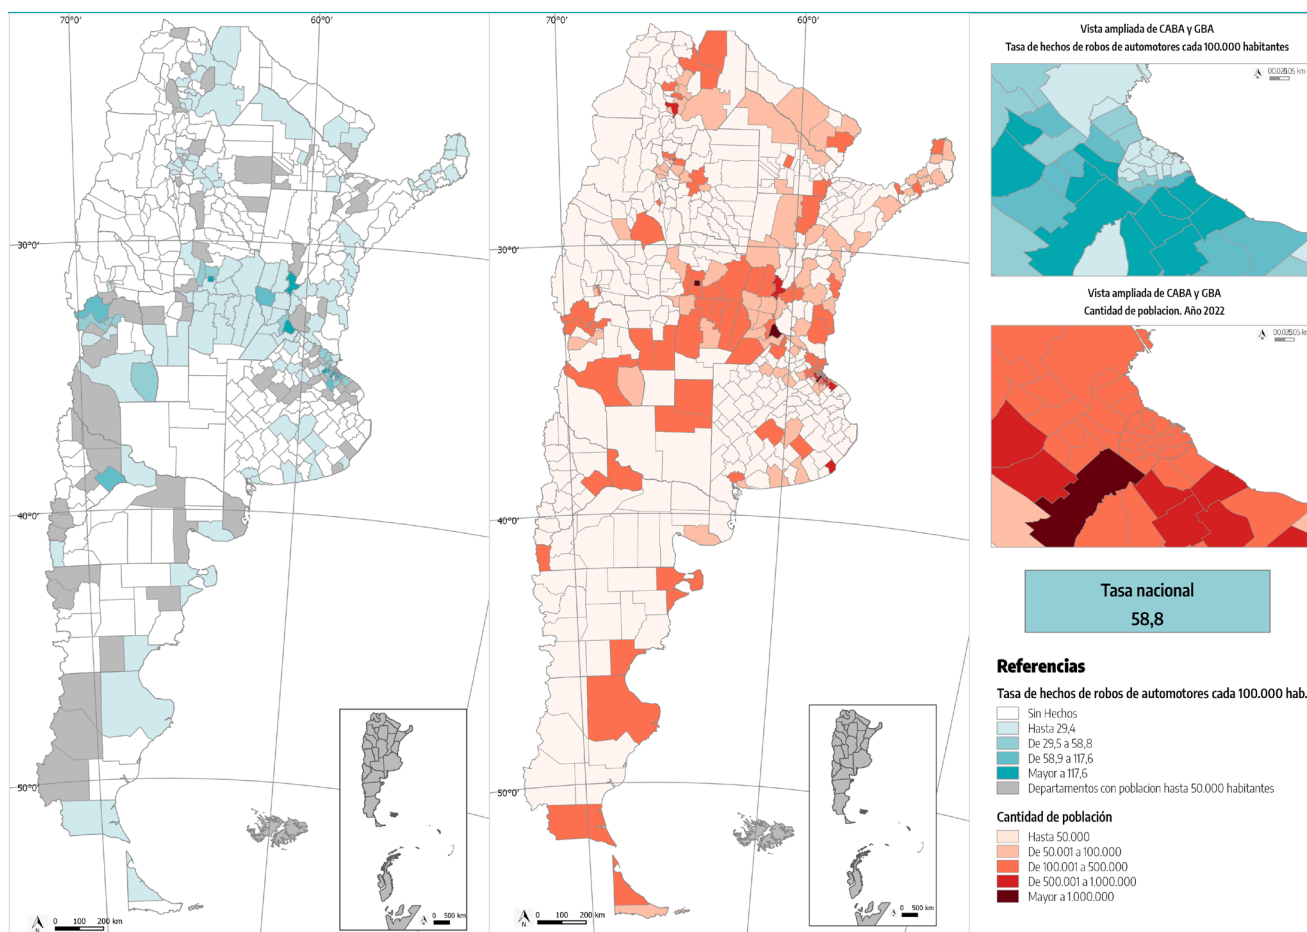 70°0'
60°0'
30°0'
40°0'
50°0'
0 100 200 km
0 500 km
70°0'
60°0'
30°0'
40°0'
50°0'
0 100 200 km
0 500 km
Vista ampliada de CABA y GBA
Tasa de hechos de robos de automotores cada 100.000 habitantes
Vista ampliada de CABA y GBA
Cantidad de poblacion. Año 2022
Tasa nacional
58,8
Referencias
Tasa de hechos de robos de automotores cada 100.000 hab.
Sin Hechos
Hasta 29,4
De 29,5 a 58,8
De 58,9 a 117,6
Mayor a 117,6
Departamentos con poblacion hasta 50.000 habitantes
Cantidad de población
Hasta 50.000
De 50.001 a 100.000
De 100.001 a 500.000
De 500.001 a 1.000.000
Mayor a 1.000.000